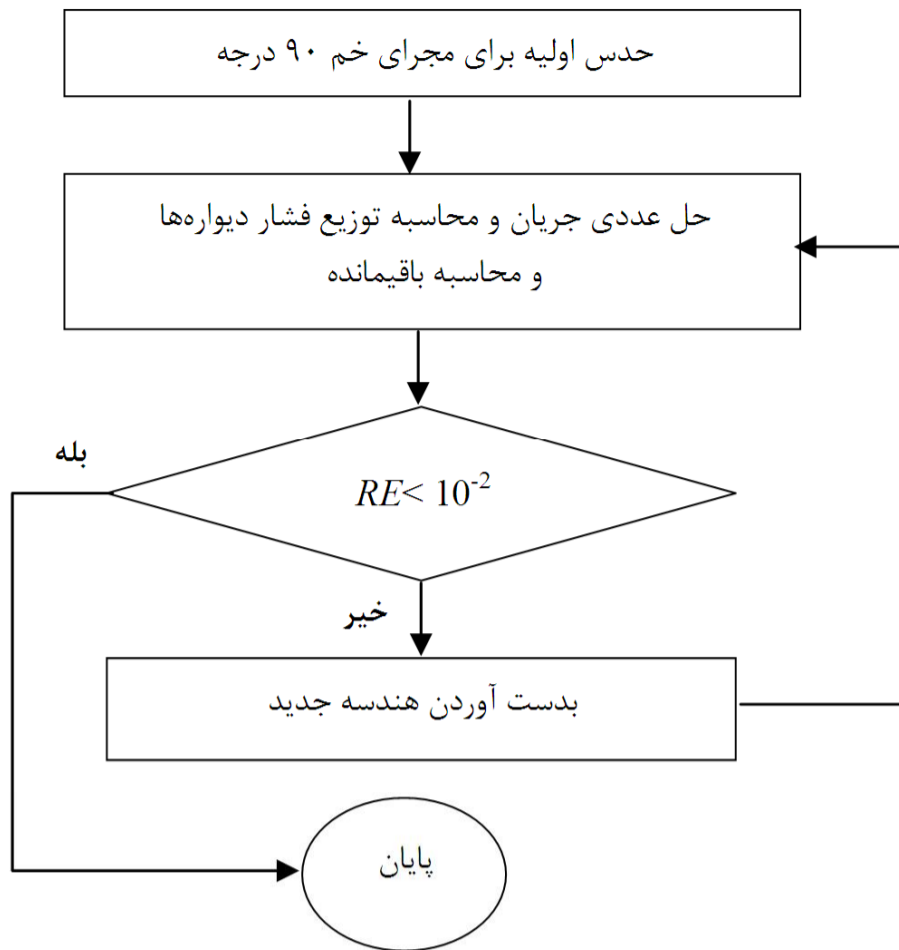 حدس اولیه برای مجرای خم ۹۰ درجه
حل عددی جریان و محاسبه توزیع فشار دیواره‌ها
و محاسبه باقیمانده
بله
RE< 10⁻²
خیر
بدست آوردن هندسه جدید
پایان